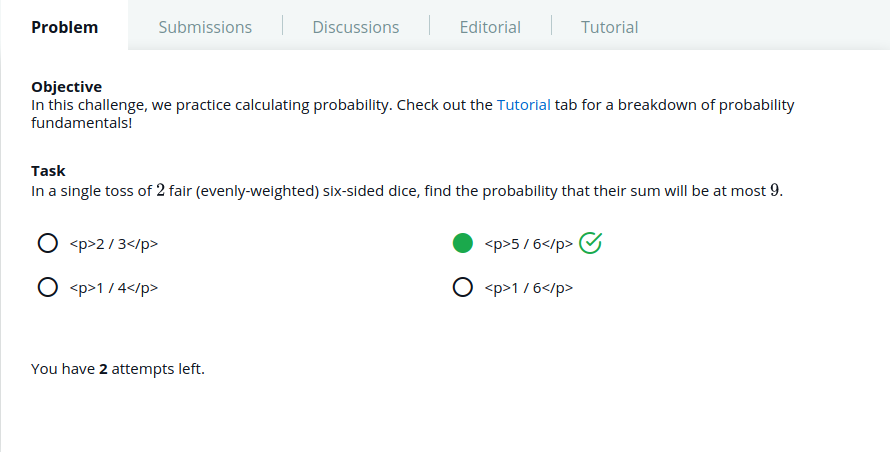 Problem Submissions Discussions Editorial Tutorial
Objective
In this challenge, we practice calculating probability. Check out the Tutorial tab for a breakdown of probability
fundamentals!
Task
In a single toss of 2 fair (evenly-weighted) six-sided dice, find the probability that their sum will be at most 9.
<p>2 / 3</p> <p>5 / 6</p>
<p>1 / 4</p> <p>1 / 6</p>
You have 2 attempts left.